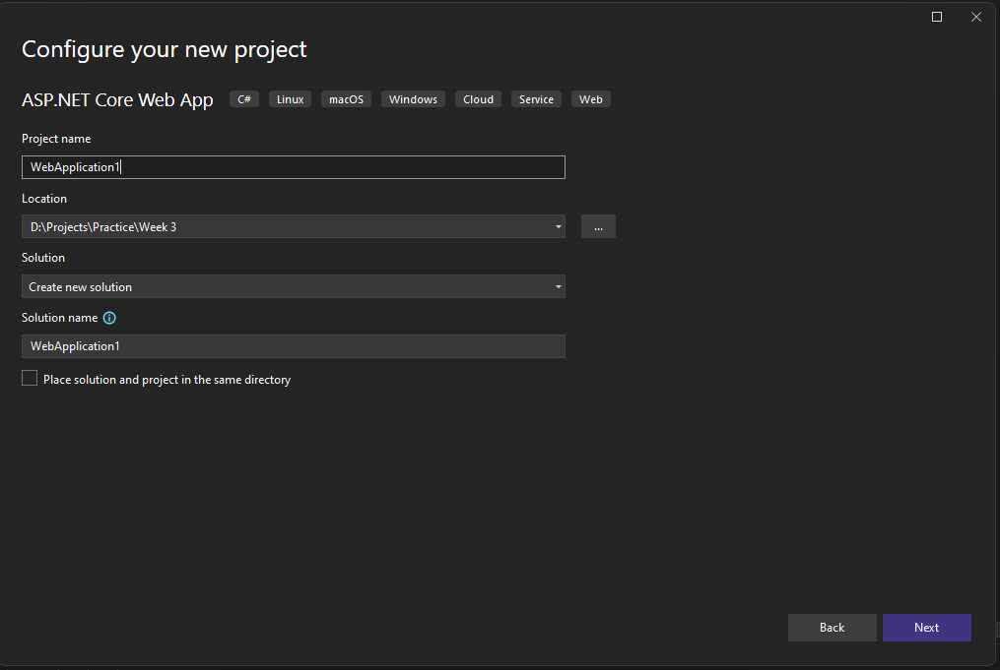 Configure your new project
ASP.NET Core Web App C# Linux macOS Windows Cloud Service Web
Project name
WebApplication1
Location
D:\Projects\Practice\Week 3
...
Solution
Create new solution
Solution name
WebApplication1
Place solution and project in the same directory
Back Next